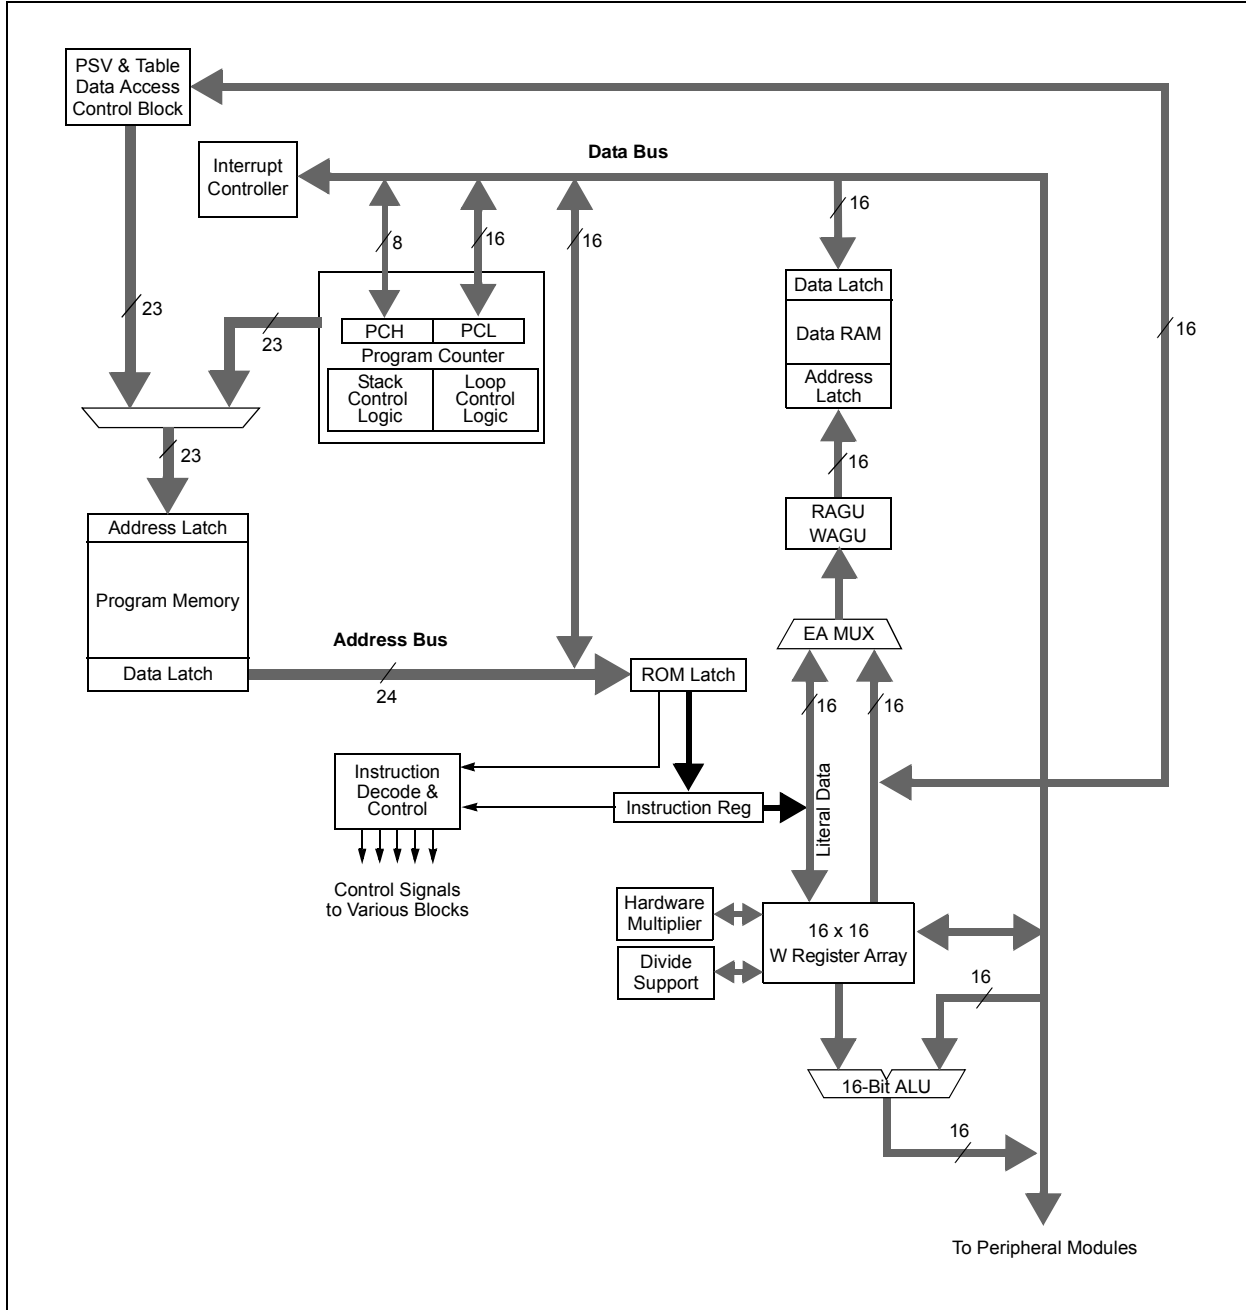 PSV & Table
Data Access
Control Block
Data Bus
Interrupt
Controller
16
8
16
16
23
23
16
PCH
PCL
Program Counter
Stack
Control
Logic
Loop
Control
Logic
Data Latch
Data RAM
Address
Latch
23
16
RAGU
WAGU
Address Latch
Program Memory
Data Latch
Address Bus
24
EA MUX
ROM Latch
16
16
Instruction
Decode &
Control
Instruction Reg
Literal Data
Control Signals
to Various Blocks
Hardware
Multiplier
Divide
Support
16 x 16
W Register Array
16
16-Bit ALU
16
To Peripheral Modules